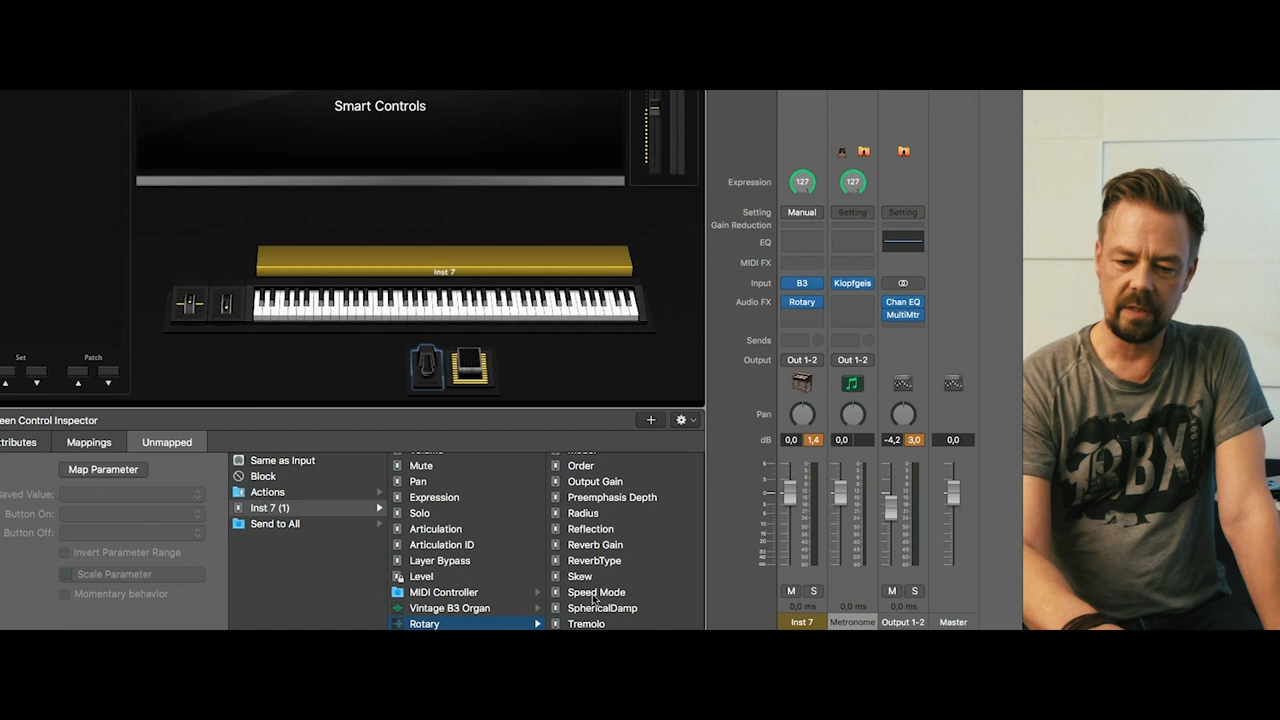 Smart Controls
Inst 7
Set
Patch
een Control Inspector
tributes
Mappings
Unmapped
Map Parameter
Saved Value:
Button On:
Button Off:
Invert Parameter Range
Scale Parameter
Momentary behavior
Same as Input
Block
Actions
Inst 7 (1)
Send to All
Mute
Pan
Expression
Solo
Articulation
Articulation ID
Layer Bypass
Level
MIDI Controller
Vintage B3 Organ
Rotary
Order
Output Gain
Preemphasis Depth
Radius
Reflection
Reverb Gain
ReverbType
Skew
Speed Mode
SphericalDamp
Tremolo
Expression 127 127
Setting Manual Setting Setting
Gain Reduction
EQ
MIDI FX
Input B3 Klopfgeis
Audio FX Rotary Chan EQ
MultiMtr
Sends
Output Out 1-2 Out 1-2
Pan
dB 0,0 1,4 0,0 -4,2 3,0 0,0
M S M S
0,0 ms 0,0 ms 0,0 ms
Inst 7 Metronome Output 1-2 Master
BBX